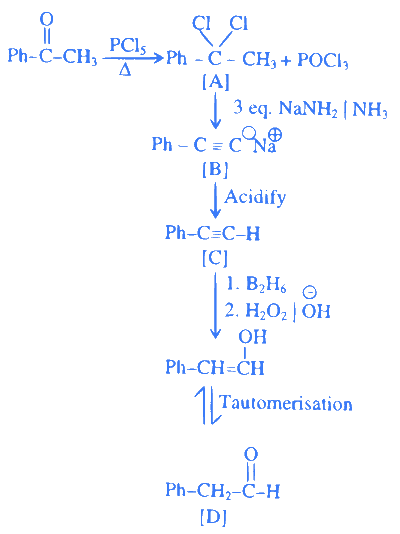 O
Ph-C-CH₃ PCl₅ Δ Ph - C - CH₃ + POCl₃
Cl Cl
[A]
3 eq. NaNH₂ | NH₃
Ph - C ≡ C⊖ Na⊕
[B]
Acidify
Ph-C≡C-H
[C]
1. B₂H₆
2. H₂O₂ | OH⊖
OH
Ph-CH=CH
Tautomerisation
O
Ph-CH₂-C-H
[D]